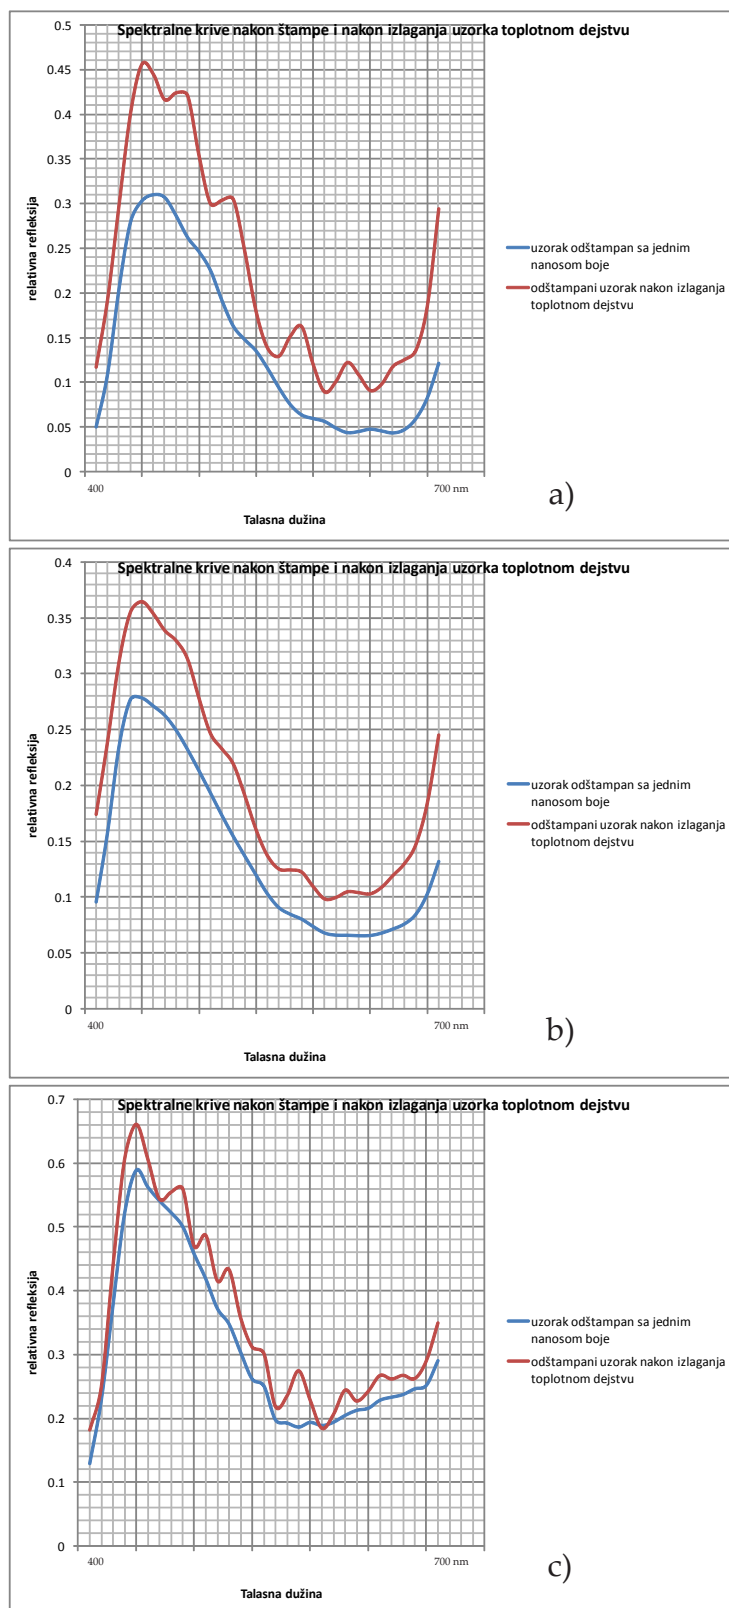 Spektralne krive nakon štampe i nakon izlaganja uzorka toplotnom dejstvu
0.5
0.45
0.4
0.35
0.3
0.25
0.2
0.15
0.1
0.05
0
relativna refleksija
400
700 nm
Talasna dužina
uzorak odštampan sa jednim
nanosom boje
odštampani uzorak nakon izlaganja
toplotnom dejstvu
a)
Spektralne krive nakon štampe i nakon izlaganja uzorka toplotnom dejstvu
0.4
0.35
0.3
0.25
0.2
0.15
0.1
0.05
0
relativna refleksija
400
700 nm
Talasna dužina
uzorak odštampan sa jednim
nanosom boje
odštampani uzorak nakon izlaganja
toplotnom dejstvu
b)
Spektralne krive nakon štampe i nakon izlaganja uzorka toplotnom dejstvu
0.7
0.6
0.5
0.4
0.3
0.2
0.1
0
relativna refleksija
400
700 nm
Talasna dužina
uzorak odštampan sa jednim
nanosom boje
odštampani uzorak nakon izlaganja
toplotnom dejstvu
c)